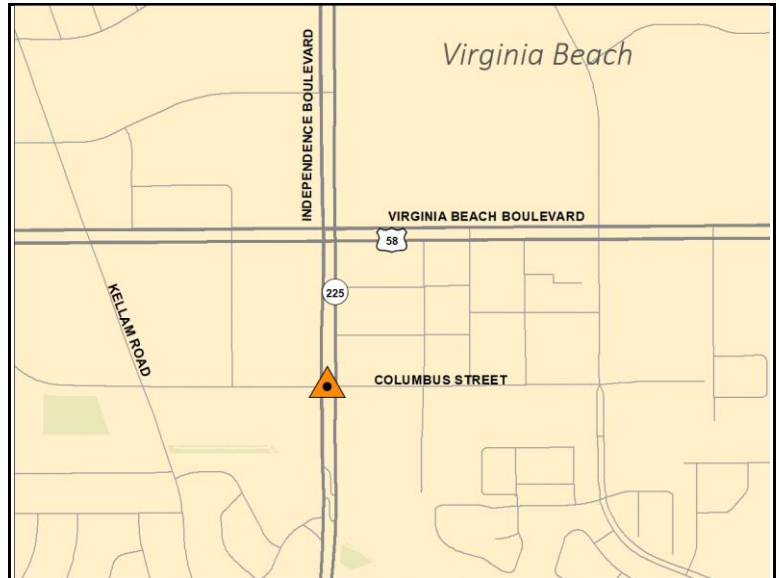 Virginia Beach
INDEPENDENCE BOULEVARD
VIRGINIA BEACH BOULEVARD
58
225
KELLAM ROAD
COLUMBUS STREET